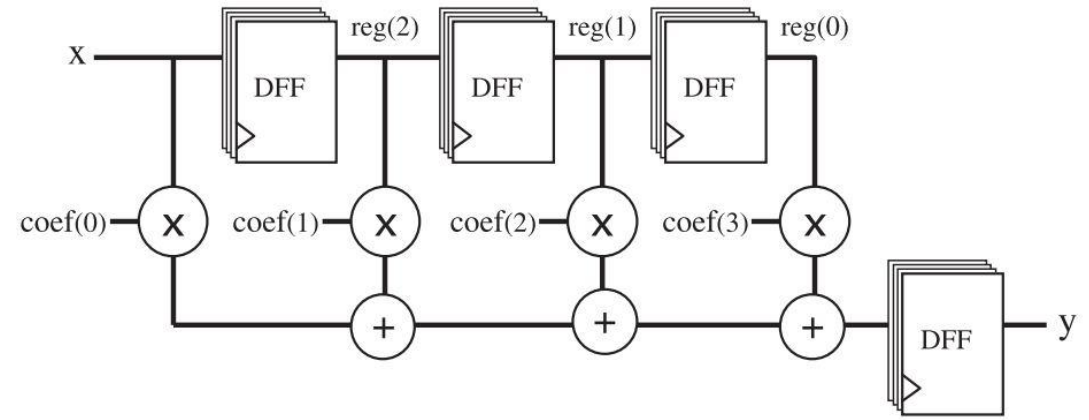 reg(2) reg(1) reg(0)
x
DFF DFF DFF
coef(0) x coef(1) x coef(2) x coef(3) x
+ + +
DFF
y